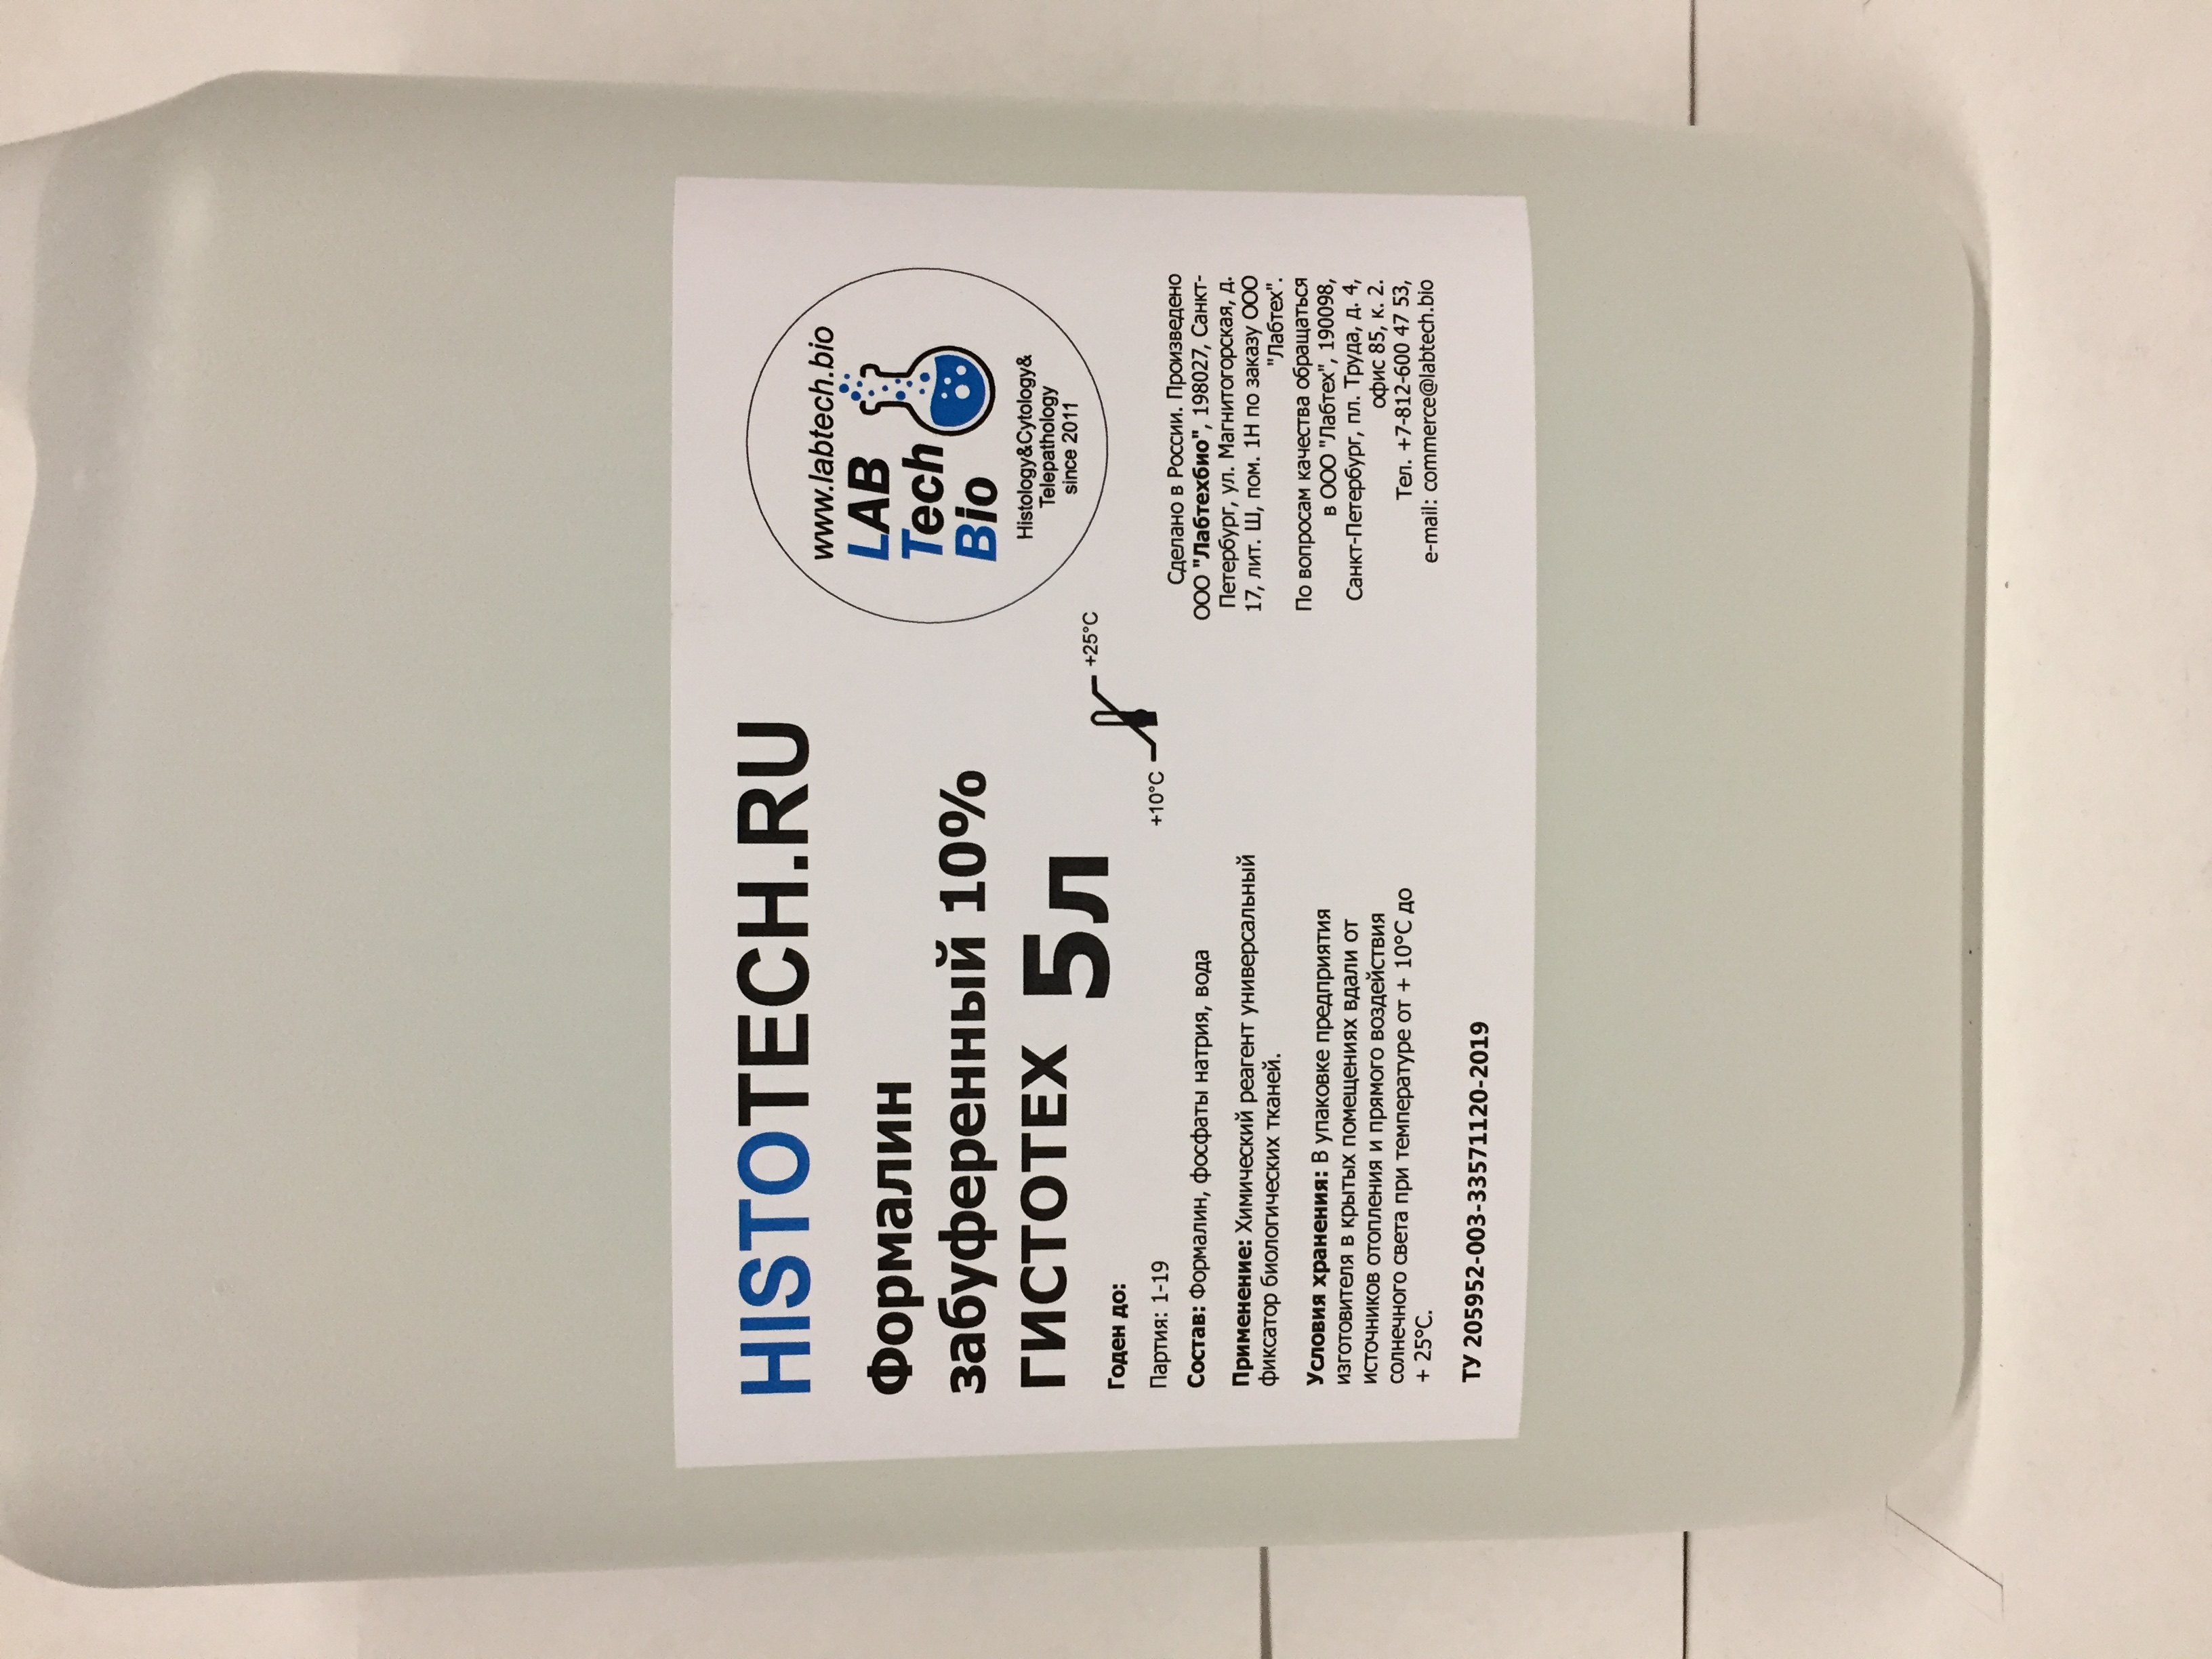 HISTOTECH.RU
Формалин
забуференный 10%
ГИСТОТЕХ 5л
Годен до:
Партия: 1-19
Состав: Формалин, фосфаты натрия, вода
Применение: Химический реагент универсальный
фиксатор биологических тканей.
Условия хранения: В упаковке предприятия
изготовителя в крытых помещениях вдали от
источников отопления и прямого воздействия
солнечного света при температуре от + 10°С до
+ 25°С.
ТУ 205952-003-33571120-2019
www.labtech.bio
LAB
Tech
Bio
Histology&Cytology&
Telepathology
since 2011
+25°C
+10°C
Сделано в России. Произведено
ООО "Лабтехбио", 198027, Санкт-
Петербург, ул. Магнитогорская, д.
17, лит. Ш, пом. 1Н по заказу ООО
"Лабтех".
По вопросам качества обращаться
в ООО "Лабтех", 190098,
Санкт-Петербург, пл. Труда, д. 4,
офис 85, к. 2.
Тел. +7-812-600 47 53,
e-mail: commerce@labtech.bio